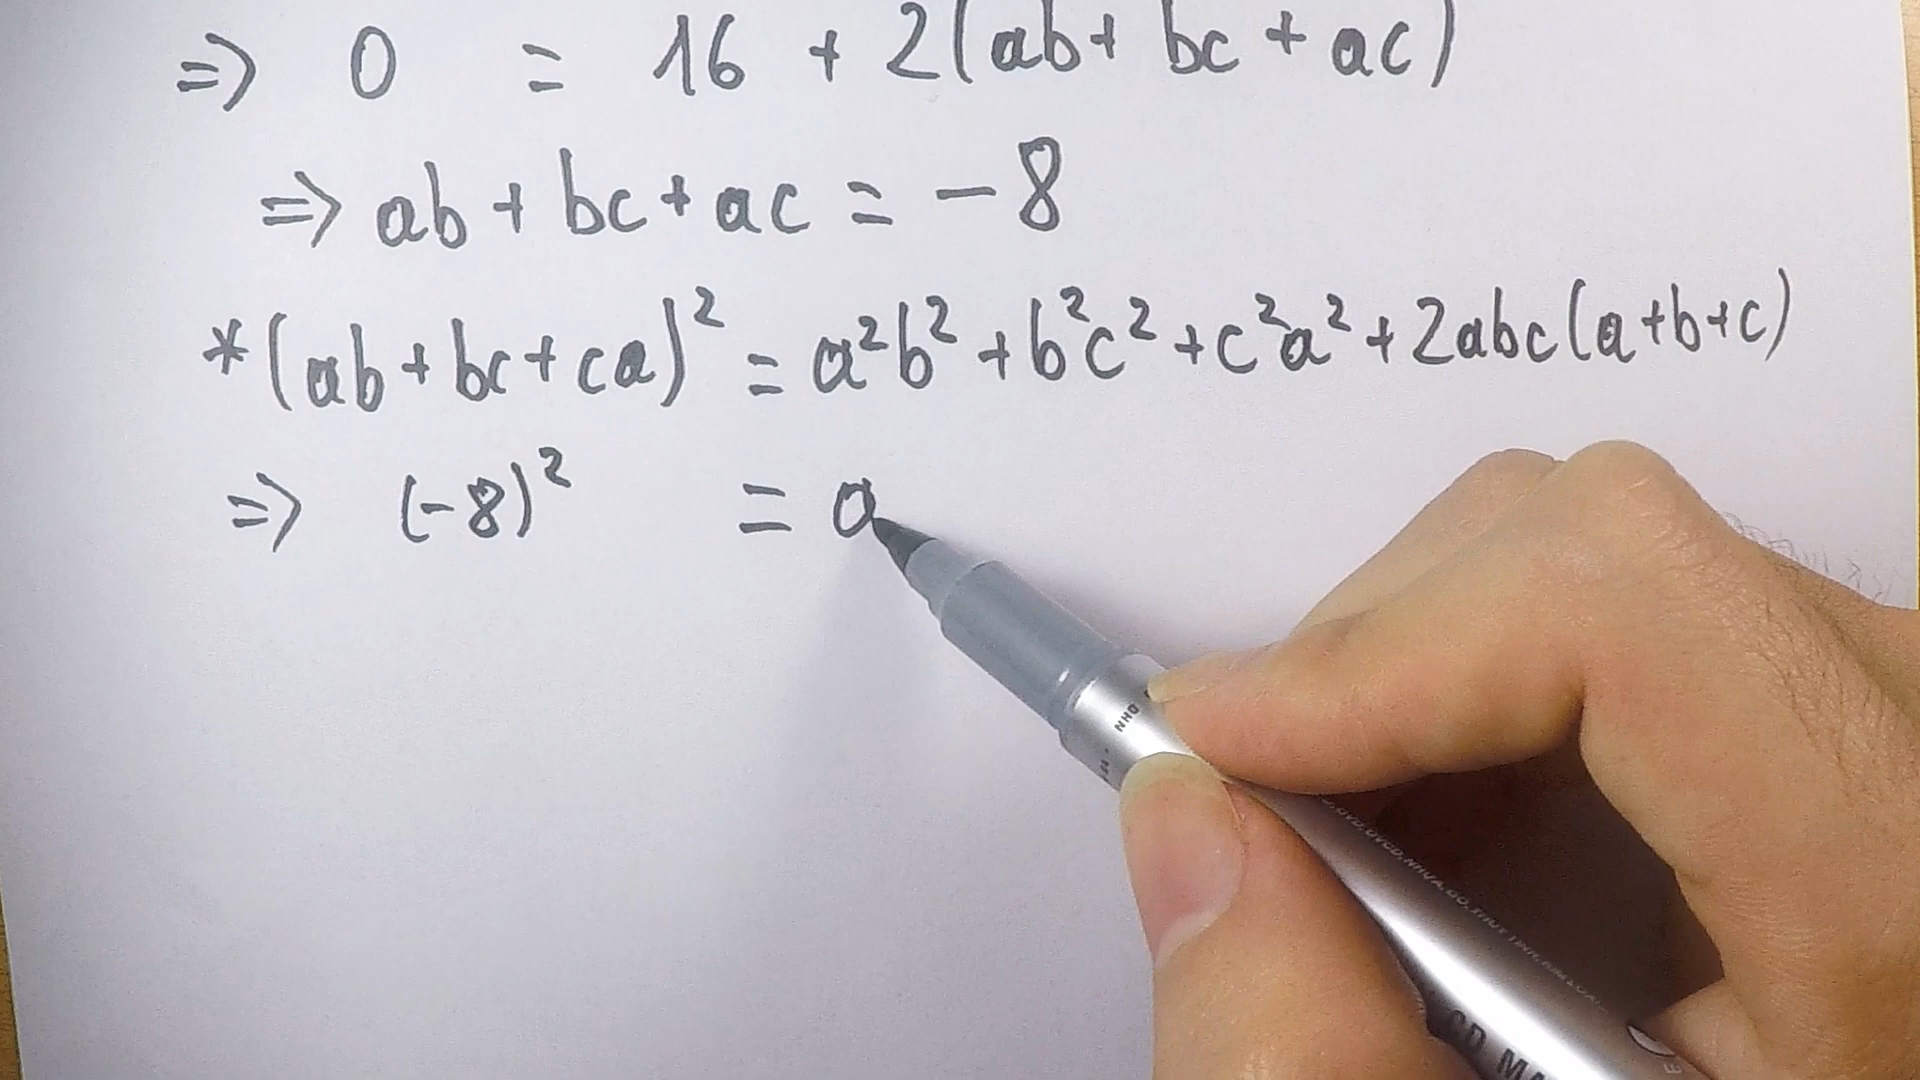 => 0 = 16 + 2(ab + bc + ac)
=> ab + bc + ac = -8
* (ab + bc + ca)² = a²b² + b²c² + c²a² + 2abc(a+b+c)
=> (-8)² = a